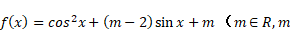 f(x) = cos²x + (m − 2) sin x + m （m ∈ R, m